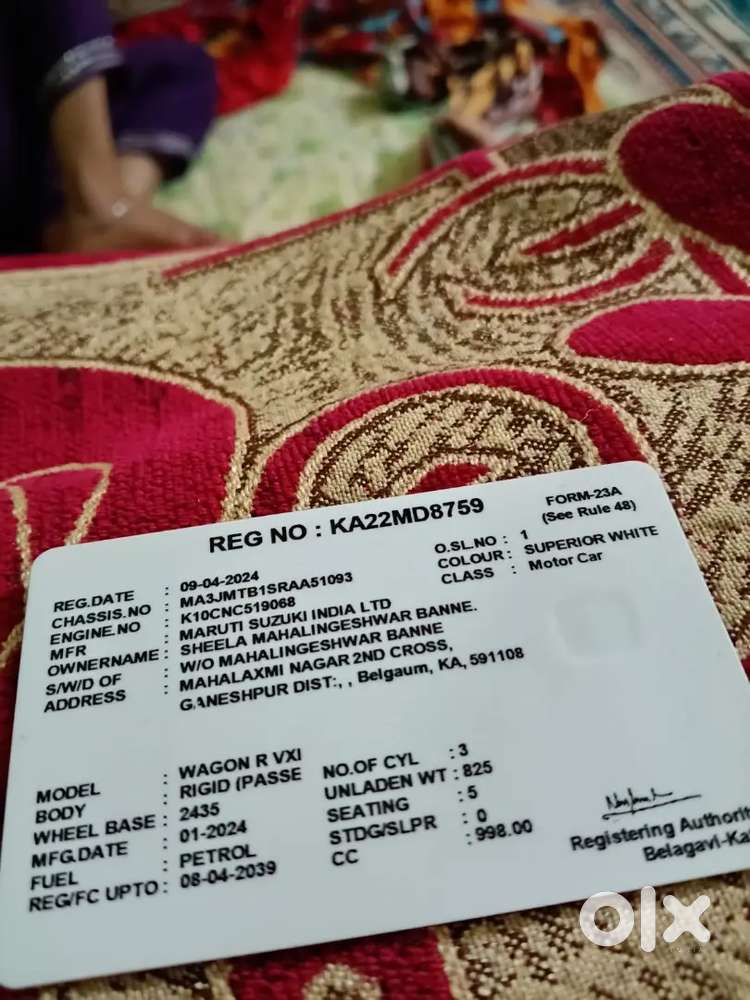 REG NO : KA22MD8759
FORM-23A
(See Rule 48)
REG.DATE : 09-04-2024
O.SL.NO : 1
CHASSIS.NO : MA3JMTB1SRAA51093
COLOUR : SUPERIOR WHITE
ENGINE.NO : K10CNC519068
CLASS : Motor Car
MFR : MARUTI SUZUKI INDIA LTD
OWNERNAME : SHEELA MAHALINGESHWAR BANNE.
S/W/D OF : W/O MAHALINGESHWAR BANNE
ADDRESS : MAHALAXMI NAGAR 2ND CROSS,
GANESHPUR DIST:, , Belgaum, KA, 591108
MODEL : WAGON R VXI
NO.OF CYL : 3
BODY : RIGID (PASSE
UNLADEN WT : 825
WHEEL BASE : 2435
SEATING : 5
MFG.DATE : 01-2024
STDG/SLPR : 0
FUEL : PETROL
CC : 998.00
REG/FC UPTO : 08-04-2039
Registering Authorit
Belagavi-Ka
olx